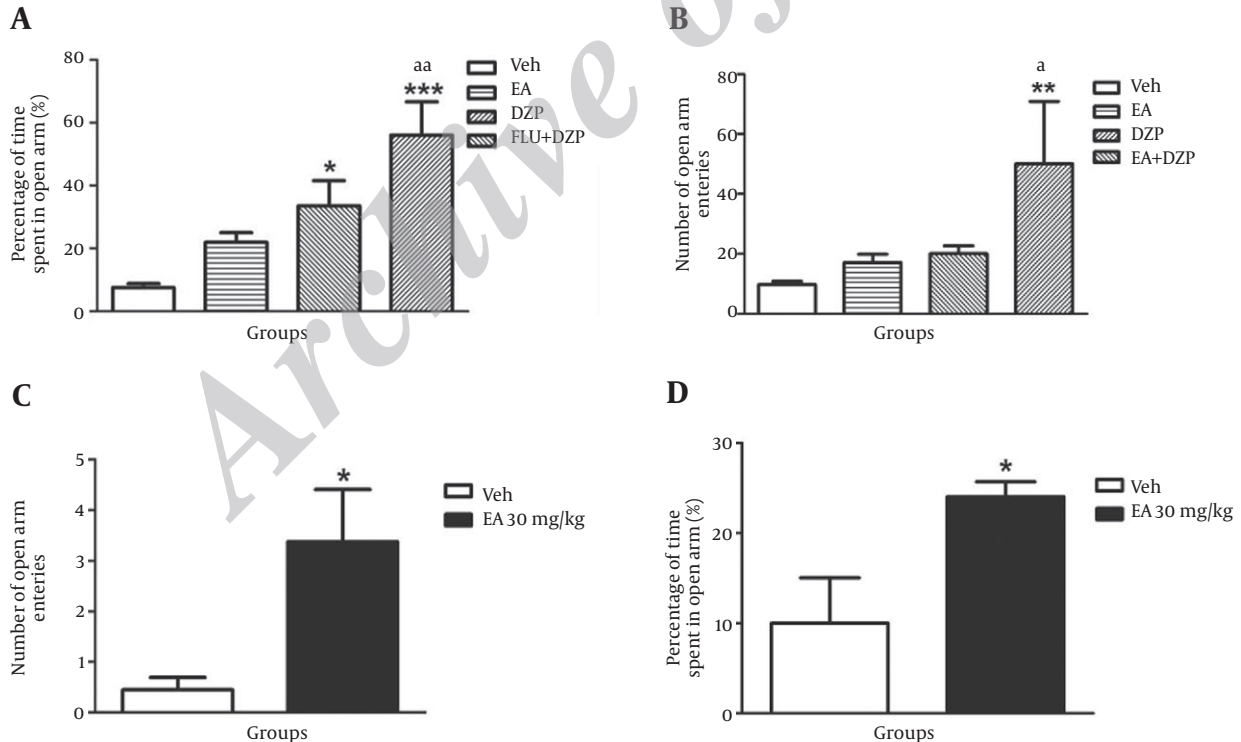 A
Percentage of time
spent in open arm (%)
80
60
40
20
0
*
aa
***
Groups
Veh
EA
DZP
FLU+DZP
B
Number of open arm
enteries
80
60
40
20
0
a
**
Groups
Veh
EA
DZP
EA+DZP
C
Number of open arm
enteries
5
4
3
2
1
0
*
Groups
Veh
EA 30 mg/kg
D
Percentage of time
spent in open arm (%)
30
20
10
0
*
Groups
Veh
EA 30 mg/kg
Archive of